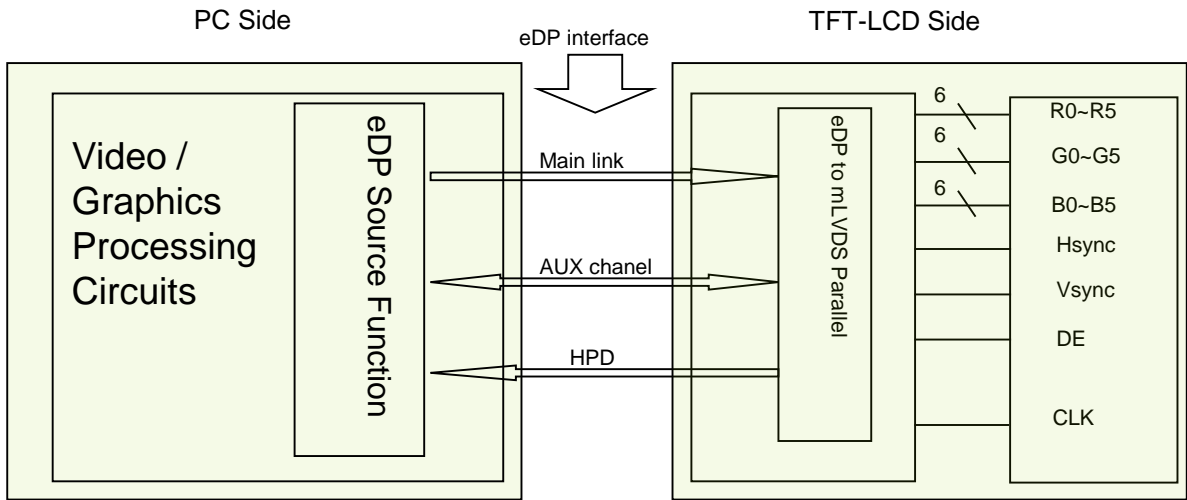 PC Side
TFT-LCD Side
eDP interface
Video /
Graphics
Processing
Circuits
eDP Source Function
Main link
AUX chanel
HPD
eDP to mLVDS Parallel
6
R0~R5
6
G0~G5
6
B0~B5
Hsync
Vsync
DE
CLK